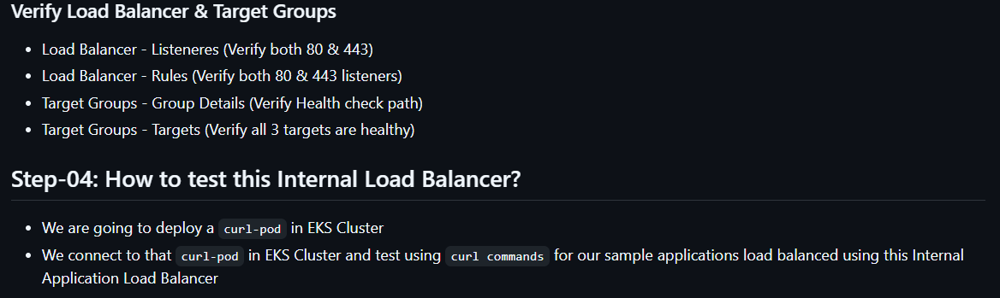 Verify Load Balancer & Target Groups
• Load Balancer - Listeneres (Verify both 80 & 443)
• Load Balancer - Rules (Verify both 80 & 443 listeners)
• Target Groups - Group Details (Verify Health check path)
• Target Groups - Targets (Verify all 3 targets are healthy)
Step-04: How to test this Internal Load Balancer?
• We are going to deploy a curl-pod in EKS Cluster
• We connect to that curl-pod in EKS Cluster and test using curl commands for our sample applications load balanced using this Internal
Application Load Balancer